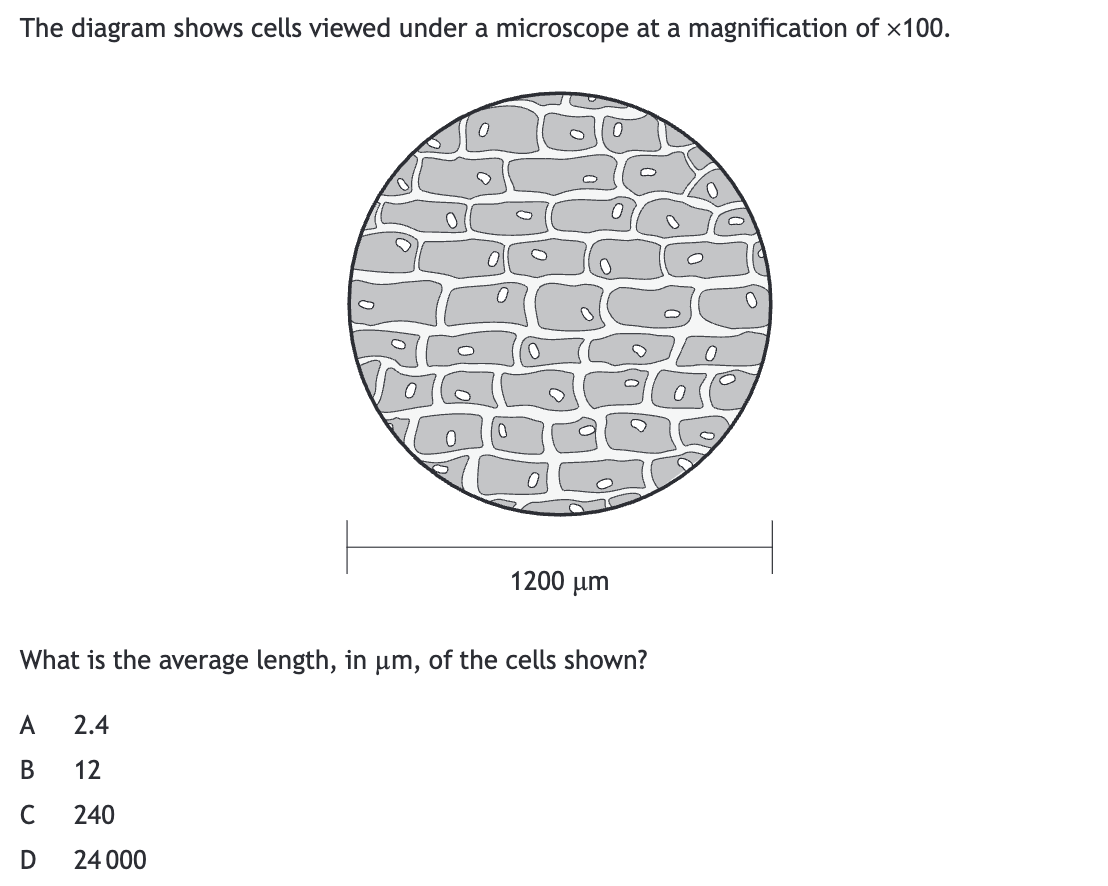 The diagram shows cells viewed under a microscope at a magnification of ×100.
1200 μm
What is the average length, in μm, of the cells shown?
A 2.4
B 12
C 240
D 24 000